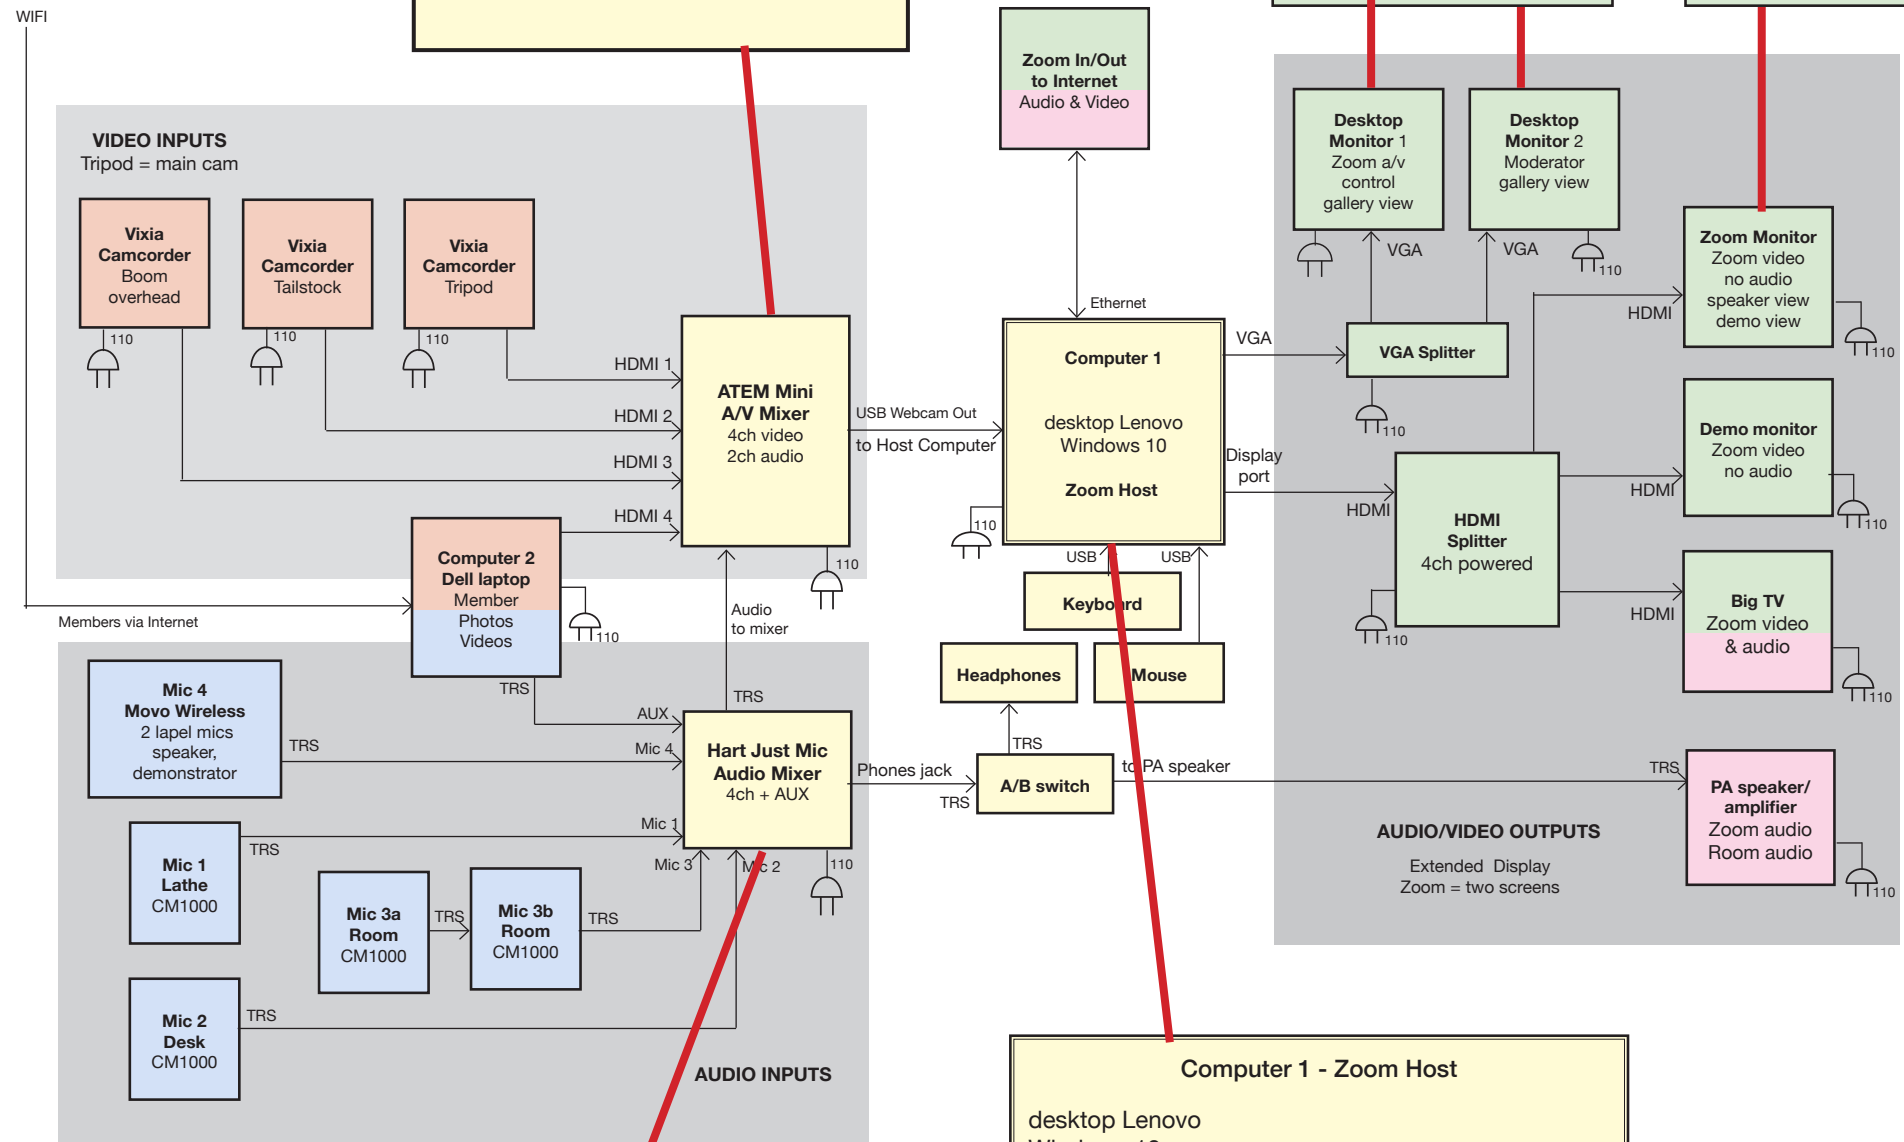 WIFI
VIDEO INPUTS
Tripod = main cam
Vixia
Camcorder
Boom
overhead
110
Vixia
Camcorder
Tailstock
110
Vixia
Camcorder
Tripod
110
HDMI 1
HDMI 2
HDMI 3
HDMI 4
ATEM Mini
A/V Mixer
4ch video
2ch audio
110
USB Webcam Out
to Host Computer
Computer 2
Dell laptop
Member
Photos
Videos
110
Members via Internet
TRS
AUX
Audio
to mixer
TRS
Zoom In/Out
to Internet
Audio & Video
Ethernet
Computer 1
desktop Lenovo
Windows 10
Zoom Host
110
USB
USB
Keyboard
Mouse
Headphones
TRS
A/B switch
Phones jack
TRS
to PA speaker
TRS
VGA
Display
port
HDMI
Desktop
Monitor 1
Zoom a/v
control
gallery view
Desktop
Monitor 2
Moderator
gallery view
110
VGA
VGA
VGA Splitter
110
HDMI
Splitter
4ch powered
110
HDMI
Zoom Monitor
Zoom video
no audio
speaker view
demo view
110
HDMI
Demo monitor
Zoom video
no audio
110
HDMI
Big TV
Zoom video
& audio
110
PA speaker/
amplifier
Zoom audio
Room audio
110
AUDIO/VIDEO OUTPUTS
Extended Display
Zoom = two screens
Mic 4
Movo Wireless
2 lapel mics
speaker,
demonstrator
TRS
Mic 4
Hart Just Mic
Audio Mixer
4ch + AUX
110
Mic 1
Lathe
CM1000
TRS
Mic 1
Mic 3
Mic 2
Mic 3a
Room
CM1000
TRS
Mic 3b
Room
CM1000
TRS
Mic 2
Desk
CM1000
TRS
AUDIO INPUTS
Computer 1 - Zoom Host
desktop Lenovo